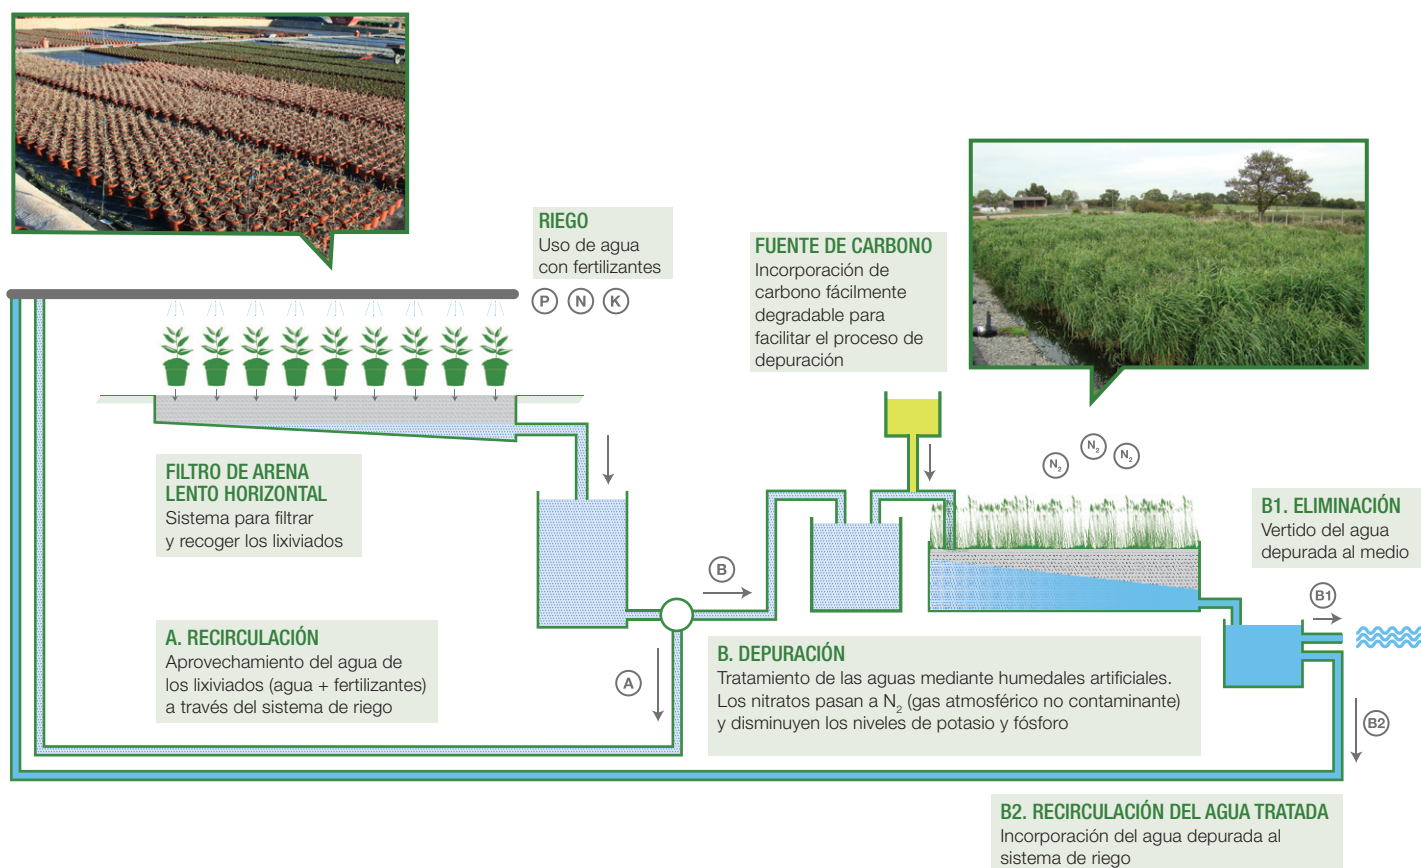 RIEGO
Uso de agua
con fertilizantes
P N K
FUENTE DE CARBONO
Incorporación de
carbono fácilmente
degradable para
facilitar el proceso de
depuración
FILTRO DE ARENA
LENTO HORIZONTAL
Sistema para filtrar
y recoger los lixiviados
N₂ N₂ N₂
B1. ELIMINACIÓN
Vertido del agua
depurada al medio
B
B1
A. RECIRCULACIÓN
Aprovechamiento del agua de
los lixiviados (agua + fertilizantes)
a través del sistema de riego
A
B. DEPURACIÓN
Tratamiento de las aguas mediante humedales artificiales.
Los nitratos pasan a N₂ (gas atmosférico no contaminante)
y disminuyen los niveles de potasio y fósforo
B2
B2. RECIRCULACIÓN DEL AGUA TRATADA
Incorporación del agua depurada al
sistema de riego